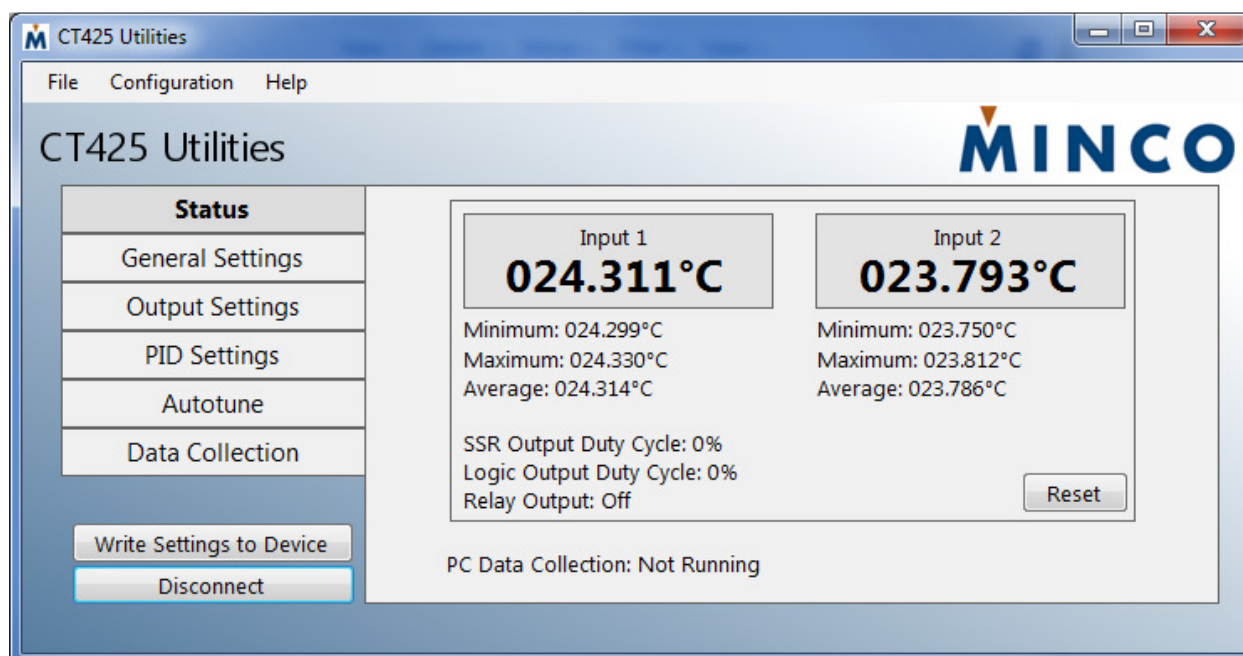 CT425 Utilities
File Configuration Help
CT425 Utilities
MINCO
Status
General Settings
Output Settings
PID Settings
Autotune
Data Collection
Write Settings to Device
Disconnect
Input 1
024.311°C
Minimum: 024.299°C
Maximum: 024.330°C
Average: 024.314°C
Input 2
023.793°C
Minimum: 023.750°C
Maximum: 023.812°C
Average: 023.786°C
SSR Output Duty Cycle: 0%
Logic Output Duty Cycle: 0%
Relay Output: Off
Reset
PC Data Collection: Not Running